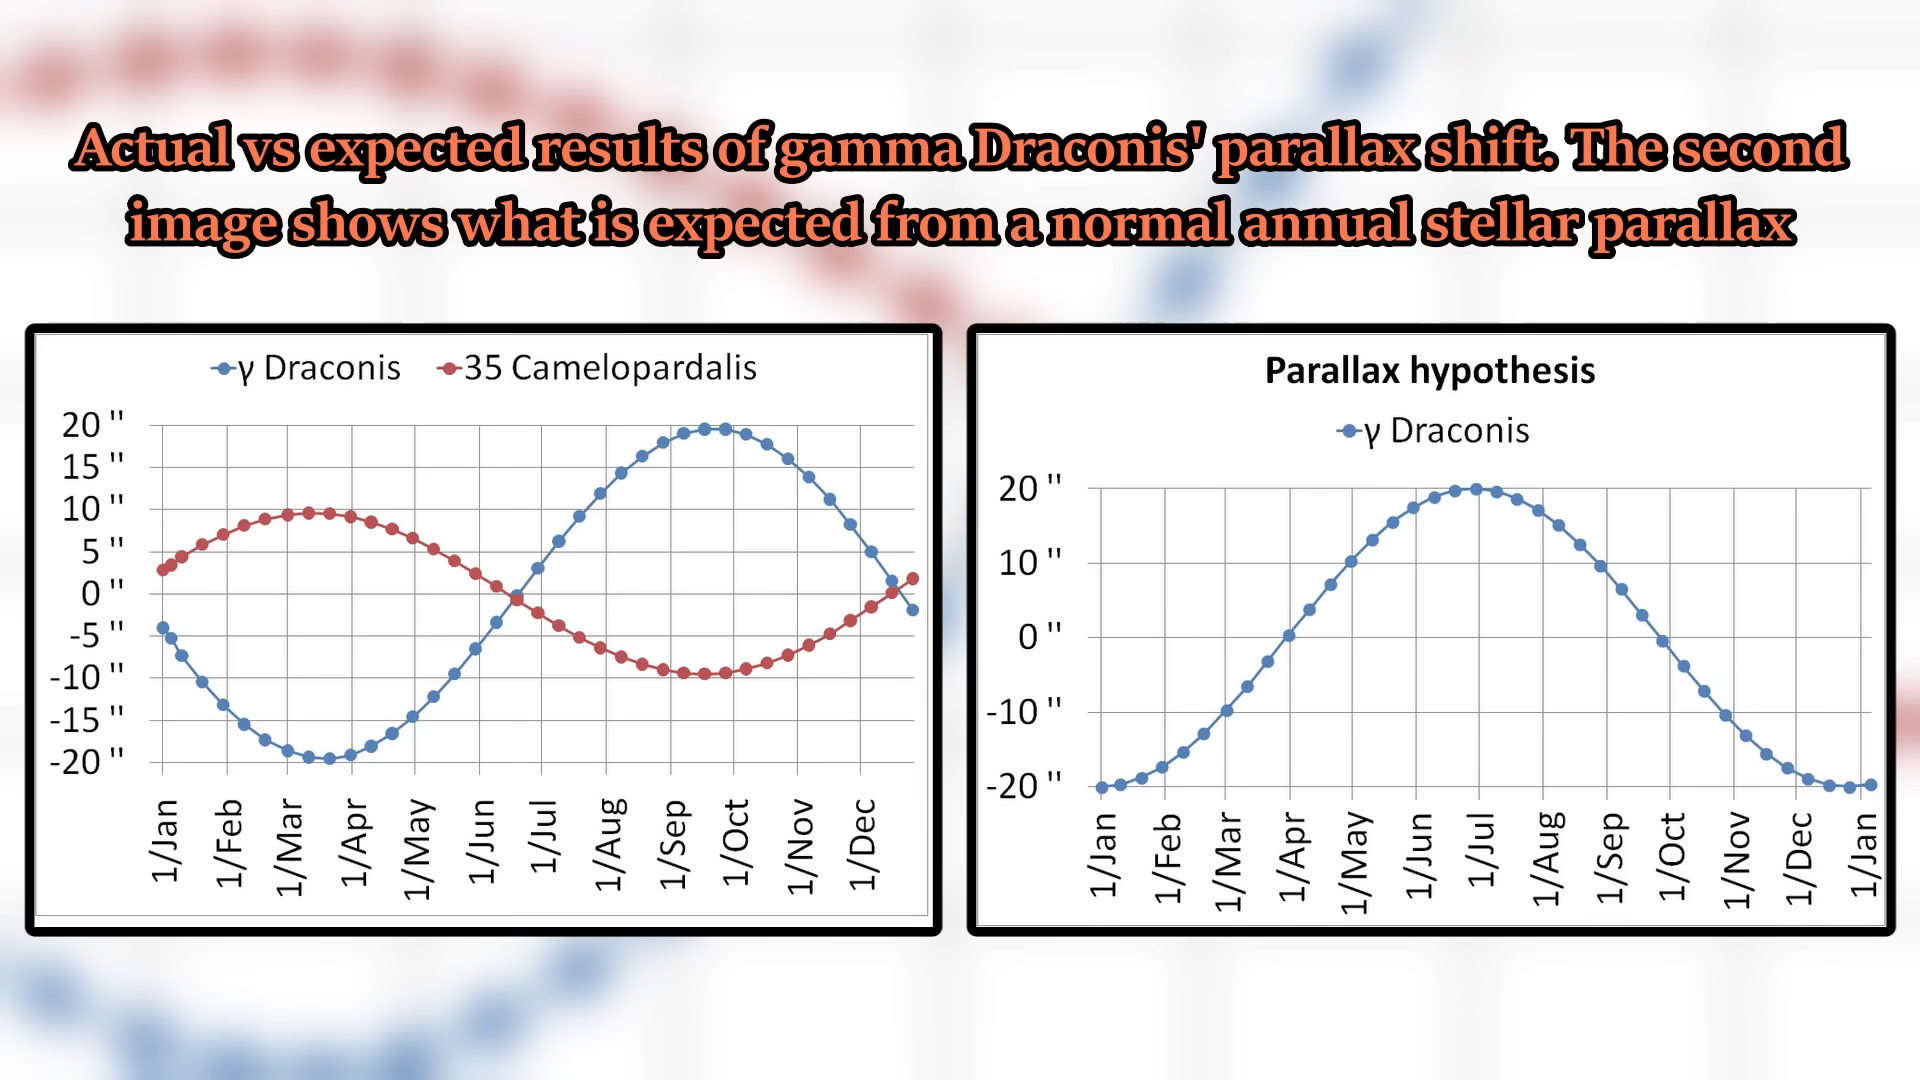 Actual vs expected results of gamma Draconis' parallax shift. The second
image shows what is expected from a normal annual stellar parallax
γ Draconis
35 Camelopardalis
20 "
15 "
10 "
5 "
0 "
-5 "
-10 "
-15 "
-20 "
1/Jan
1/Feb
1/Mar
1/Apr
1/May
1/Jun
1/Jul
1/Aug
1/Sep
1/Oct
1/Nov
1/Dec
Parallax hypothesis
γ Draconis
20 "
10 "
0 "
-10 "
-20 "
1/Jan
1/Feb
1/Mar
1/Apr
1/May
1/Jun
1/Jul
1/Aug
1/Sep
1/Oct
1/Nov
1/Dec
1/Jan